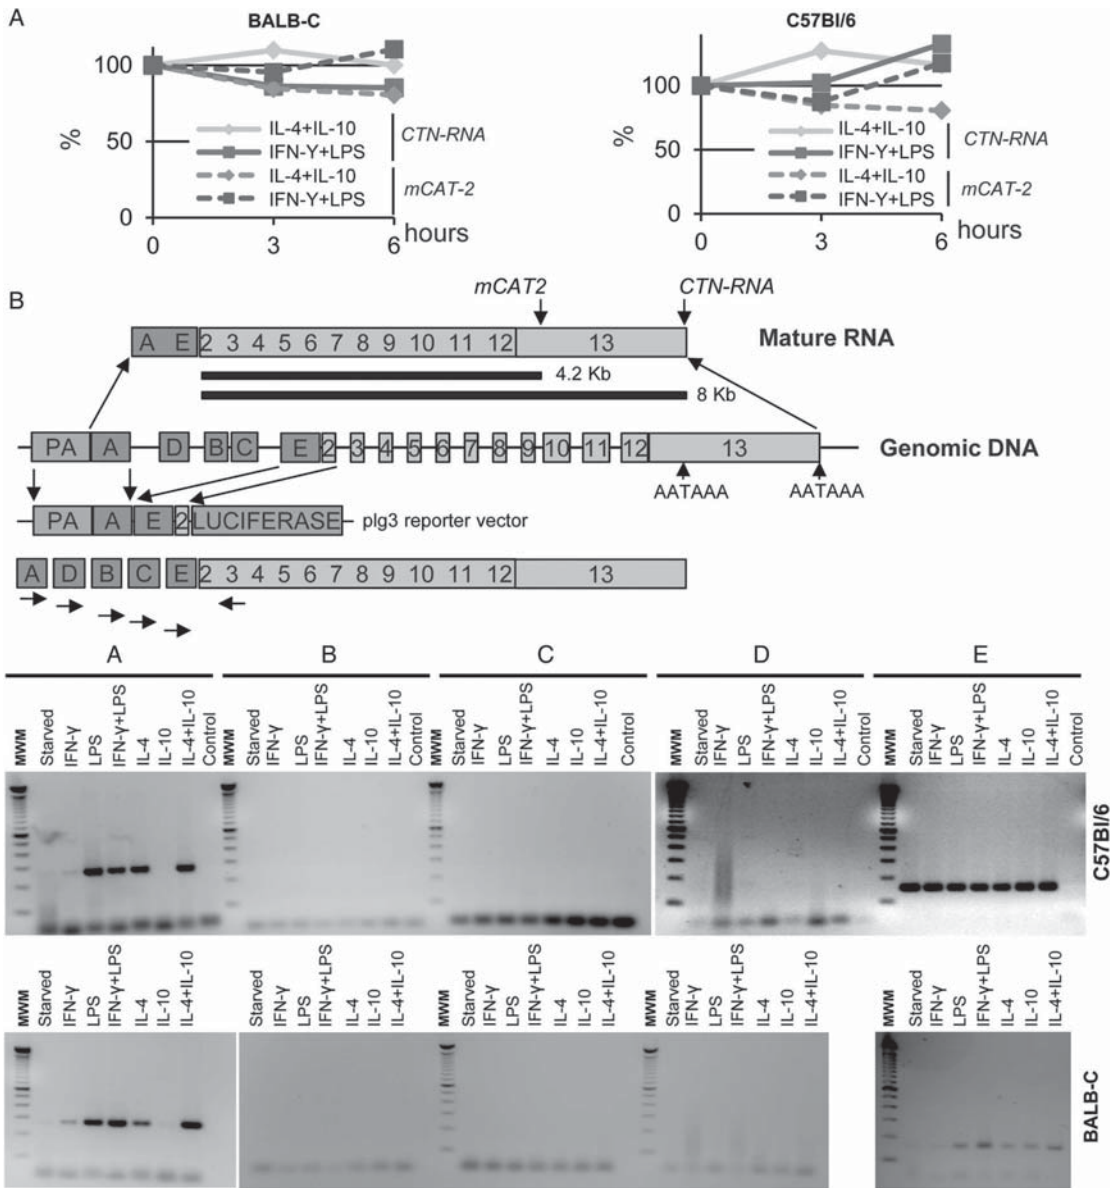 A
BALB-C
100
50
0
%
0 3 6
hours
IL-4+IL-10
IFN-Y+LPS
CTN-RNA
IL-4+IL-10
IFN-Y+LPS
mCAT-2
C57Bl/6
100
50
0
%
0 3 6
hours
IL-4+IL-10
IFN-Y+LPS
CTN-RNA
IL-4+IL-10
IFN-Y+LPS
mCAT-2
B
mCAT2 CTN-RNA
A E 2 3 4 5 6 7 8 9 10 11 12 13
Mature RNA
4.2 Kb
8 Kb
PA A D B C E 2 3 4 5 6 7 8 9 10 11 12 13
Genomic DNA
AATAAA AATAAA
PA A E 2 LUCIFERASE
plg3 reporter vector
A D B C E 2 3 4 5 6 7 8 9 10 11 12 13
A B C D E
MWM Starved IFN-γ LPS IFN-γ+LPS IL-4 IL-10 IL-4+IL-10 Control
MWM Starved IFN-γ LPS IFN-γ+LPS IL-4 IL-10 IL-4+IL-10 Control
MWM Starved IFN-γ LPS IFN-γ+LPS IL-4 IL-10 IL-4+IL-10 Control
MWM Starved IFN-γ LPS IFN-γ+LPS IL-4 IL-10 IL-4+IL-10 Control
MWM Starved IFN-γ LPS IFN-γ+LPS IL-4 IL-10 IL-4+IL-10 Control
C57Bl/6
MWM Starved IFN-γ LPS IFN-γ+LPS IL-4 IL-10 IL-4+IL-10
Starved IFN-γ LPS IFN-γ+LPS IL-4 IL-10 IL-4+IL-10
MWM Starved IFN-γ LPS IFN-γ+LPS IL-4 IL-10 IL-4+IL-10
MWM Starved IFN-γ LPS IFN-γ+LPS IL-4 IL-10 IL-4+IL-10
MWM Starved IFN-γ LPS IFN-γ+LPS IL-4 IL-10 IL-4+IL-10
BALB-C